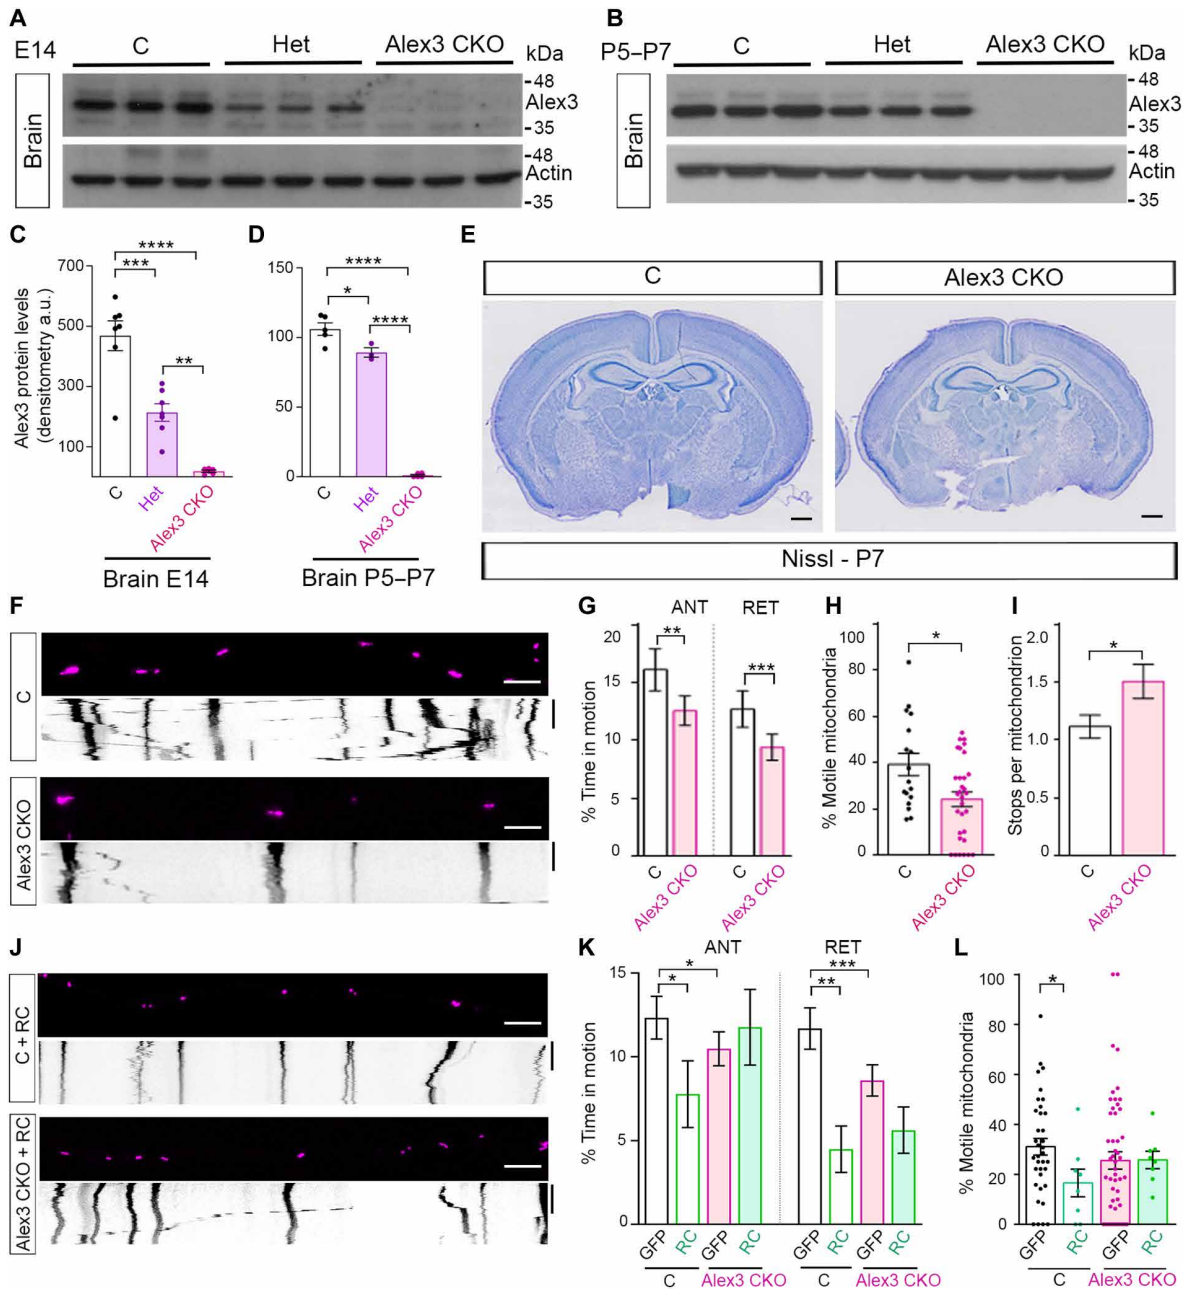 A
E14
C
Het
Alex3 CKO
kDa
Brain
-48
Alex3
-35
-48
Actin
-35
B
P5–P7
C
Het
Alex3 CKO
kDa
Brain
-48
Alex3
-35
-48
Actin
-35
C
Alex3 protein levels
(densitometry a.u.)
700
500
300
100
****
***
**
C
Het
Alex3 CKO
Brain E14
D
150
100
50
0
****
*
****
C
Het
Alex3 CKO
Brain P5–P7
E
C
Alex3 CKO
Nissl - P7
F
C
Alex3 CKO
G
ANT
RET
% Time in motion
20
15
10
5
0
**
***
C
Alex3 CKO
C
Alex3 CKO
H
% Motile mitochondria
100
80
60
40
20
0
*
C
Alex3 CKO
I
Stops per mitochondrion
2.0
1.5
1.0
0.5
0
*
C
Alex3 CKO
J
C + RC
Alex3 CKO + RC
K
ANT
RET
% Time in motion
15
10
5
0
*
*
***
**
GFP
RC
GFP
RC
GFP
RC
GFP
RC
C
Alex3 CKO
C
Alex3 CKO
L
% Motile mitochondria
100
80
60
40
20
0
*
GFP
RC
GFP
RC
C
Alex3 CKO